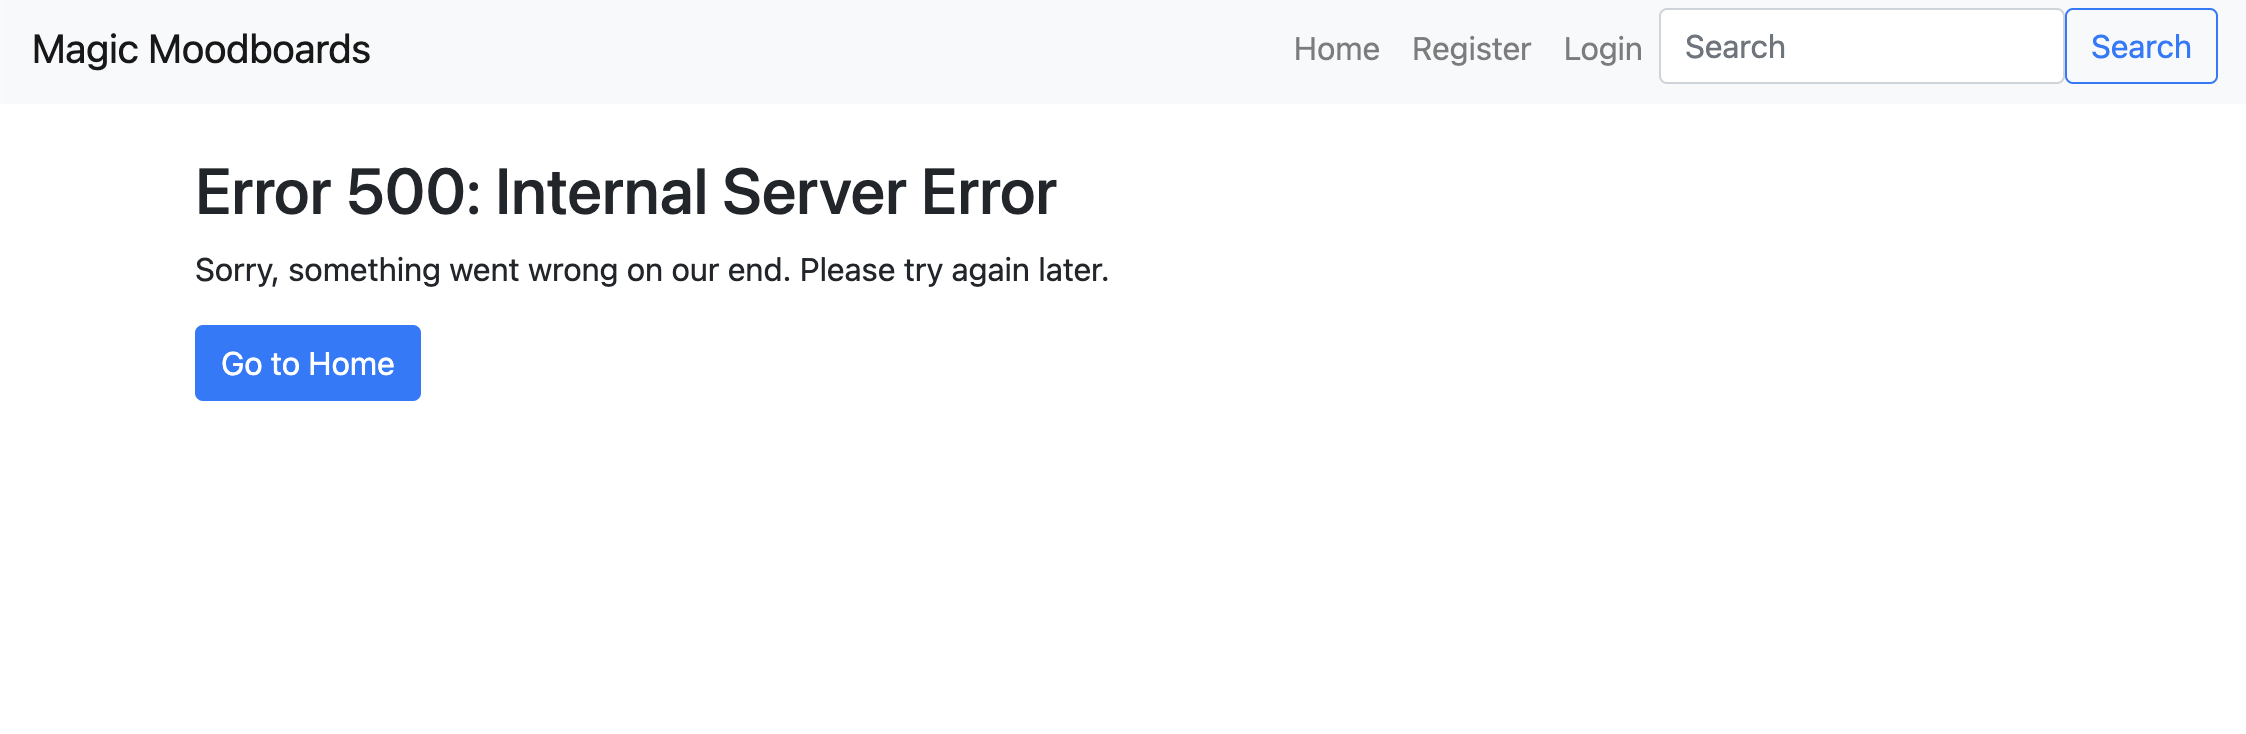 Magic Moodboards Home Register Login Search Search
Error 500: Internal Server Error
Sorry, something went wrong on our end. Please try again later.
Go to Home